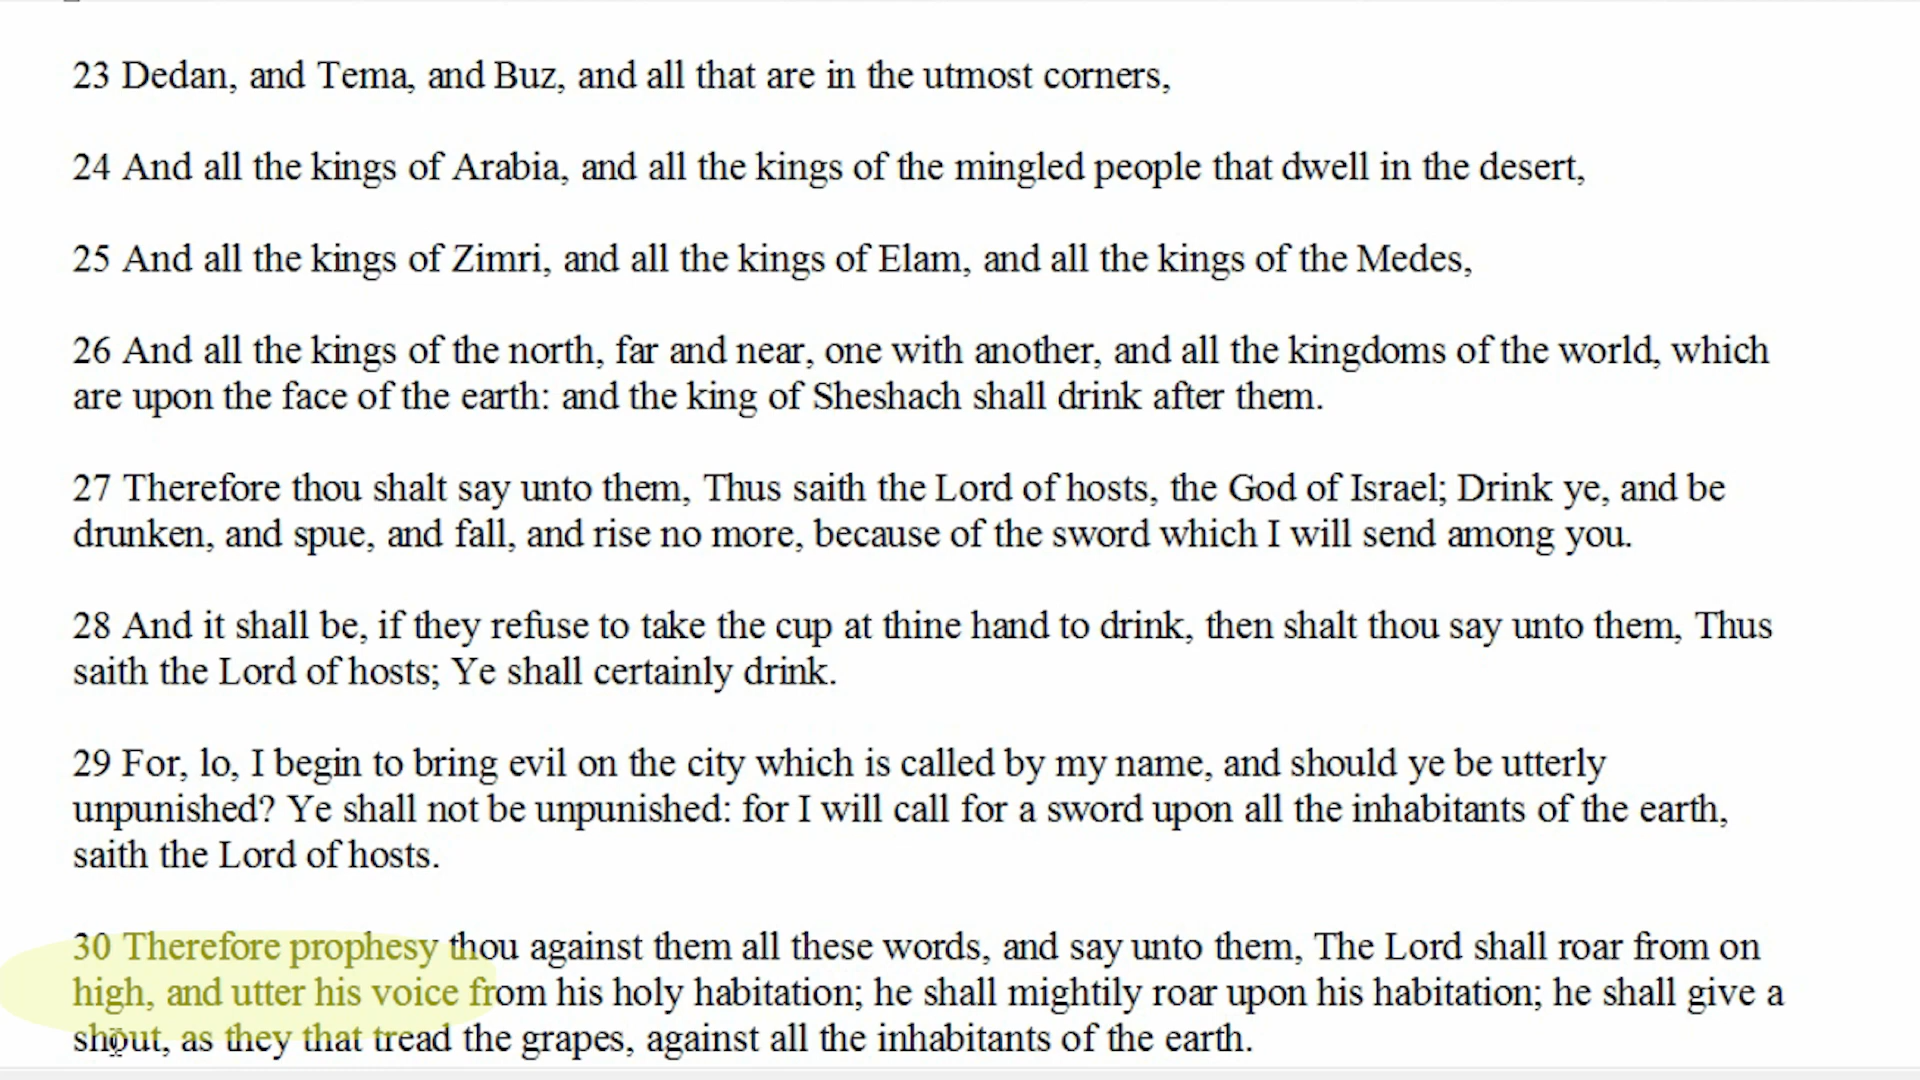 23 Dedan, and Tema, and Buz, and all that are in the utmost corners,
24 And all the kings of Arabia, and all the kings of the mingled people that dwell in the desert,
25 And all the kings of Zimri, and all the kings of Elam, and all the kings of the Medes,
26 And all the kings of the north, far and near, one with another, and all the kingdoms of the world, which
are upon the face of the earth: and the king of Sheshach shall drink after them.
27 Therefore thou shalt say unto them, Thus saith the Lord of hosts, the God of Israel; Drink ye, and be
drunken, and spue, and fall, and rise no more, because of the sword which I will send among you.
28 And it shall be, if they refuse to take the cup at thine hand to drink, then shalt thou say unto them, Thus
saith the Lord of hosts; Ye shall certainly drink.
29 For, lo, I begin to bring evil on the city which is called by my name, and should ye be utterly
unpunished? Ye shall not be unpunished: for I will call for a sword upon all the inhabitants of the earth,
saith the Lord of hosts.
30 Therefore prophesy thou against them all these words, and say unto them, The Lord shall roar from on
high, and utter his voice from his holy habitation; he shall mightily roar upon his habitation; he shall give a
shout, as they that tread the grapes, against all the inhabitants of the earth.